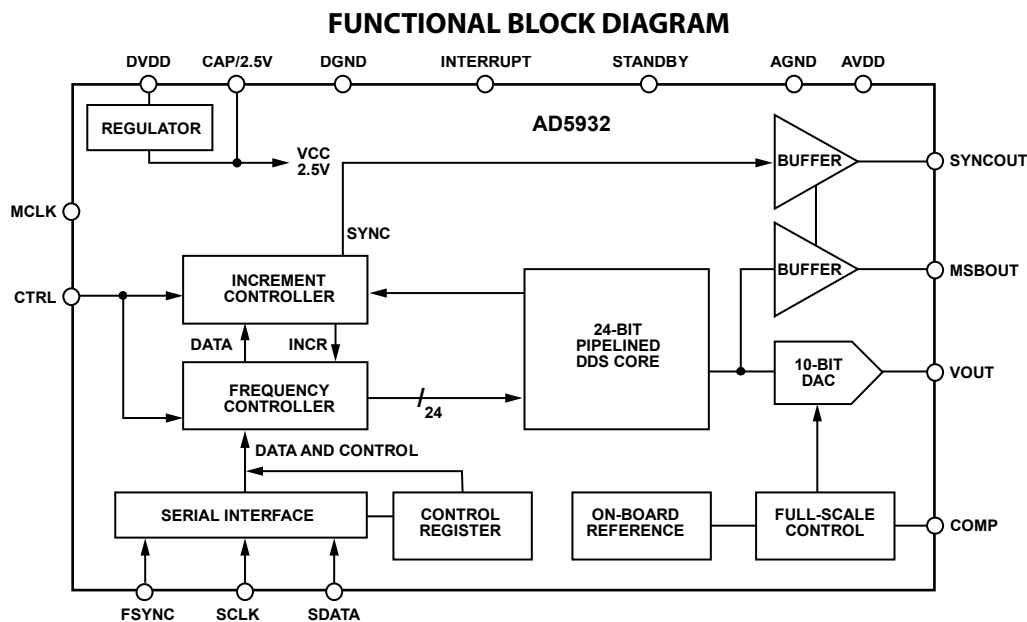 FUNCTIONAL BLOCK DIAGRAM
DVDD
CAP/2.5V
DGND
INTERRUPT
STANDBY
AGND
AVDD
REGULATOR
AD5932
VCC
2.5V
BUFFER
SYNCOUT
MCLK
SYNC
BUFFER
MSBOUT
INCREMENT
CONTROLLER
CTRL
24-BIT
PIPELINED
DDS CORE
DATA
INCR
10-BIT
DAC
VOUT
FREQUENCY
CONTROLLER
24
DATA AND CONTROL
SERIAL INTERFACE
CONTROL
REGISTER
ON-BOARD
REFERENCE
FULL-SCALE
CONTROL
COMP
FSYNC
SCLK
SDATA